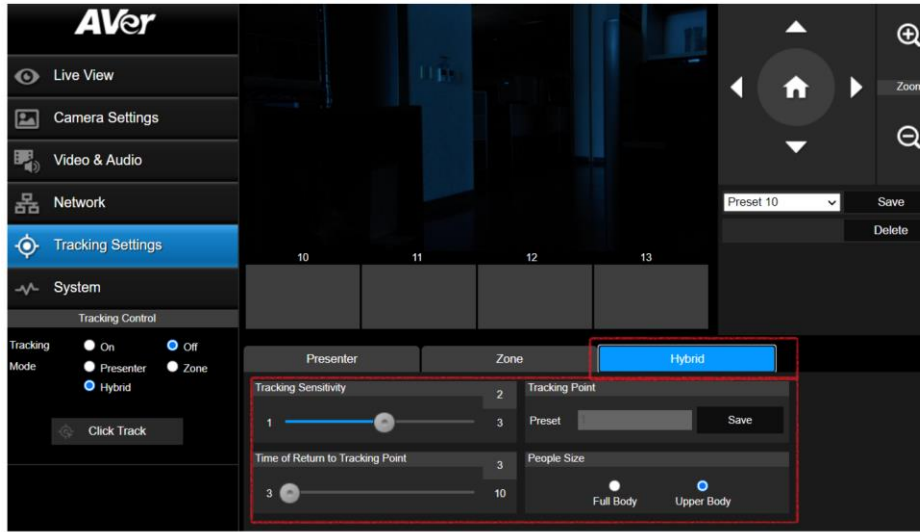 AVer
Live View
Camera Settings
Video & Audio
Network
Tracking Settings
System
Tracking Control
Tracking On Off
Mode Presenter Zone
Hybrid
Click Track
10 11 12 13
Zoom
Preset 10 Save
Delete
Presenter Zone Hybrid
Tracking Sensitivity 2
1 3
Tracking Point
Preset 1 Save
Time of Return to Tracking Point 3
3 10
People Size
Full Body Upper Body